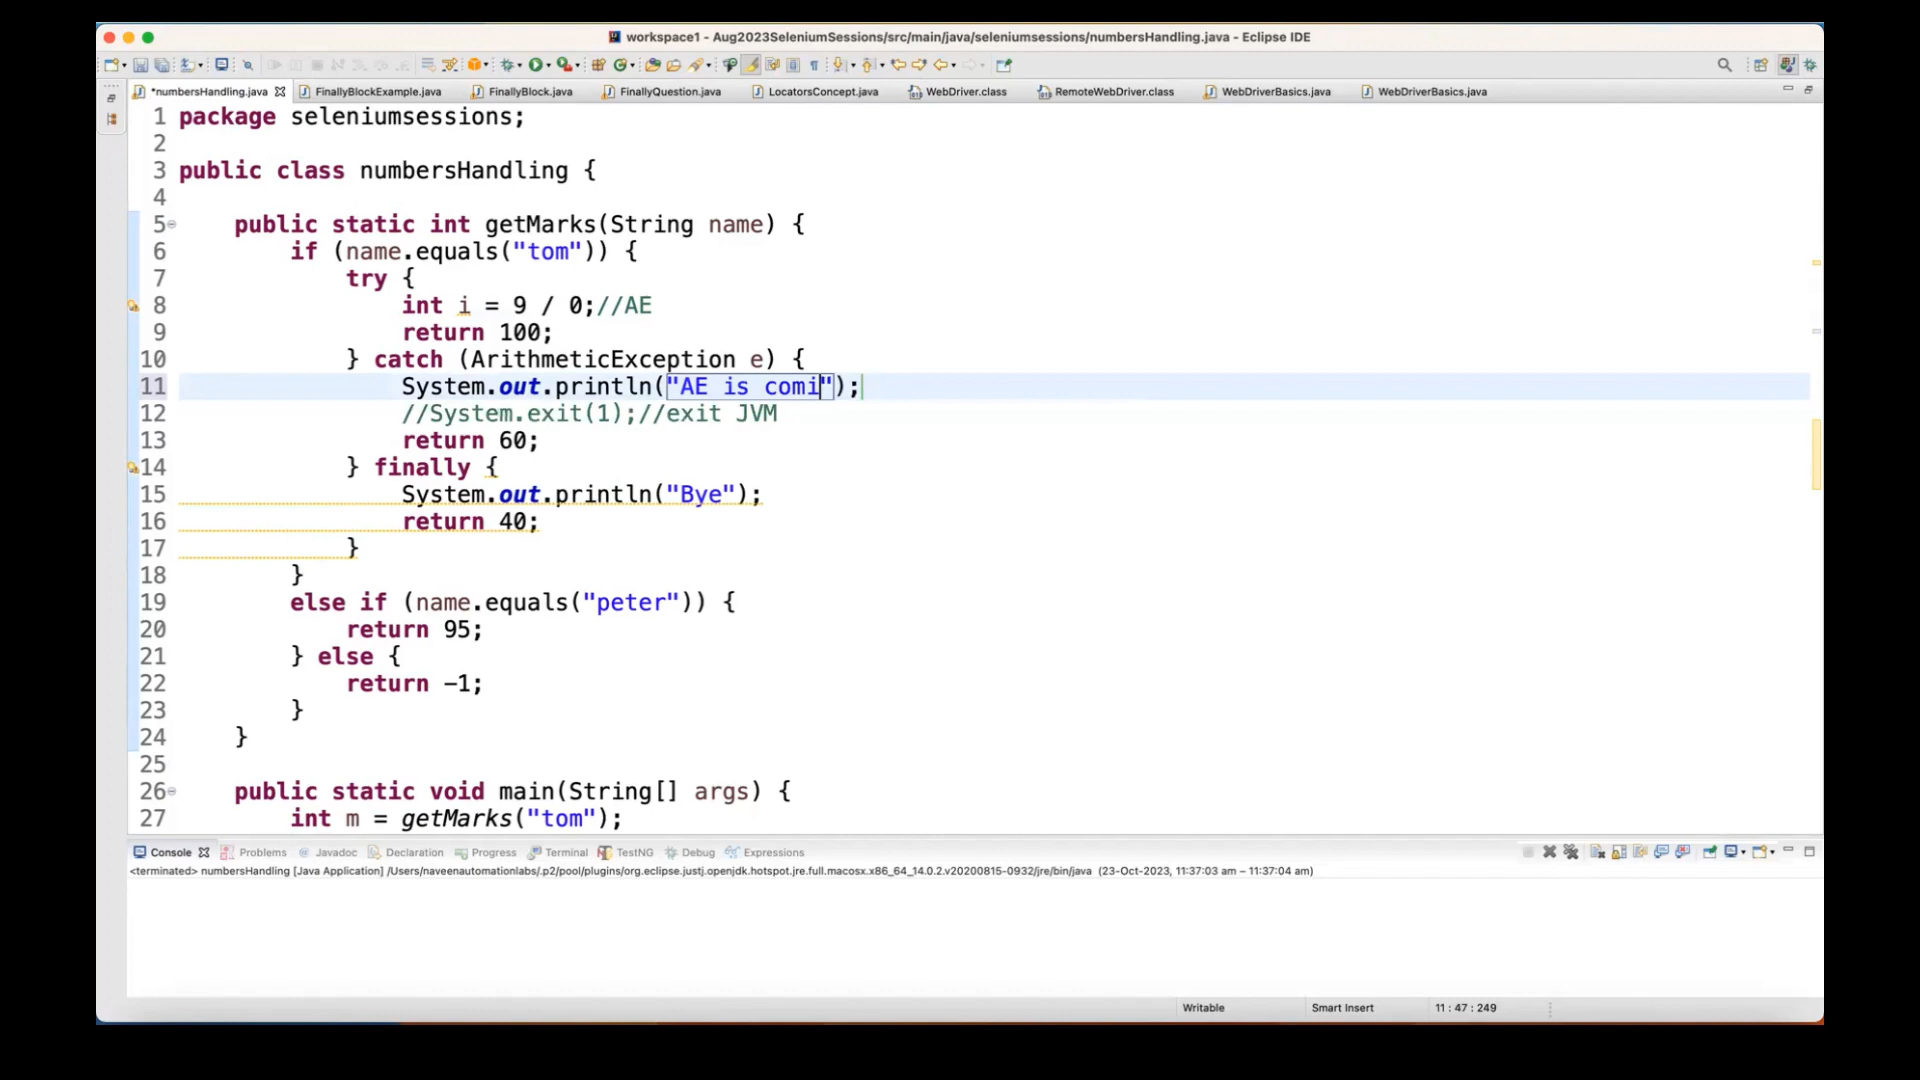 workspace1 - Aug2023SeleniumSessions/src/main/java/seleniumsessions/numbersHandling.java - Eclipse IDE
*numbersHandling.java FinallyBlockExample.java FinallyBlock.java FinallyQuestion.java LocatorsConcept.java WebDriver.class RemoteWebDriver.class WebDriverBasics.java WebDriverBasics.java
1 package seleniumsessions;
2
3 public class numbersHandling {
4
5 public static int getMarks(String name) {
6 if (name.equals("tom")) {
7 try {
8 int i = 9 / 0;//AE
9 return 100;
10 } catch (ArithmeticException e) {
11 System.out.println("AE is comi");
12 //System.exit(1);//exit JVM
13 return 60;
14 } finally {
15 System.out.println("Bye");
16 return 40;
17 }
18 }
19 else if (name.equals("peter")) {
20 return 95;
21 } else {
22 return -1;
23 }
24 }
25
26 public static void main(String[] args) {
27 int m = getMarks("tom");
Console Problems @ Javadoc Declaration Progress Terminal TestNG Debug Expressions
<terminated> numbersHandling [Java Application] /Users/naveenautomationlabs/.p2/pool/plugins/org.eclipse.justj.openjdk.hotspot.jre.full.macosx.x86_64_14.0.2.v20200815-0932/jre/bin/java (23-Oct-2023, 11:37:03 am – 11:37:04 am)
Writable Smart Insert 11 : 47 : 249